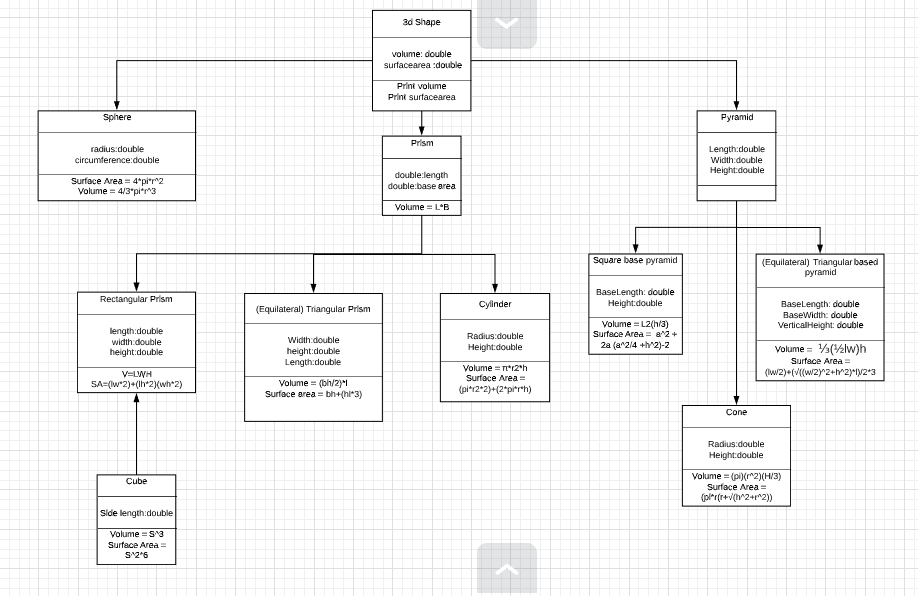 3d Shape
volume: double
surfacearea :double
Print volume
Print surfacearea
Sphere
radius:double
circumference:double
Surface Area = 4*pi*r^2
Volume = 4/3*pi*r^3
Prism
double:length
double:base area
Volume = L*B
Pyramid
Length:double
Width:double
Height:double
Rectangular Prism
length:double
width:double
height:double
V=LWH
SA=(lw*2)+(lh*2)(wh*2)
(Equilateral) Triangular Prism
Width:double
height:double
Length:double
Volume = (bh/2)*l
Surface area = bh+(hl*3)
Cylinder
Radius:double
Height:double
Volume = π*r2*h
Surface Area =
(pi*r2*2)+(2*pi*r*h)
Square base pyramid
BaseLength: double
Height:double
Volume = L2(h/3)
Surface Area = a^2 +
2a (a^2/4 +h^2)-2
(Equilateral) Triangular based
pyramid
BaseLength: double
BaseWidth: double
VerticalHeight: double
Volume = ⅓(½lw)h
Surface Area =
(lw/2)+(√((w/2)^2+h^2)*l)/2*3
Cone
Radius:double
Height:double
Volume = (pi)(r^2)(H/3)
Surface Area =
(pi*r(r+√(h^2+r^2))
Cube
Side length:double
Volume = S^3
Surface Area =
S^2*6